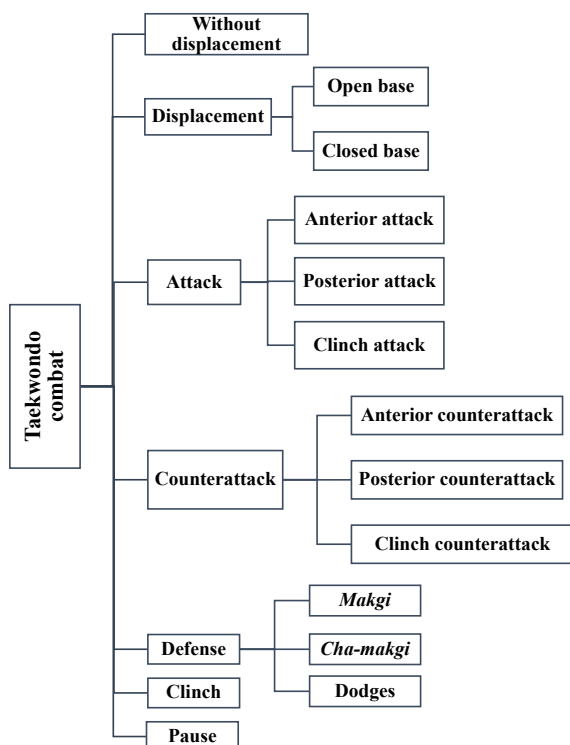 Without
displacement
Open base
Displacement
Closed base
Anterior attack
Attack
Posterior attack
Clinch attack
Taekwondo
combat
Anterior counterattack
Counterattack
Posterior counterattack
Clinch counterattack
Makgi
Defense
Cha-makgi
Dodges
Clinch
Pause